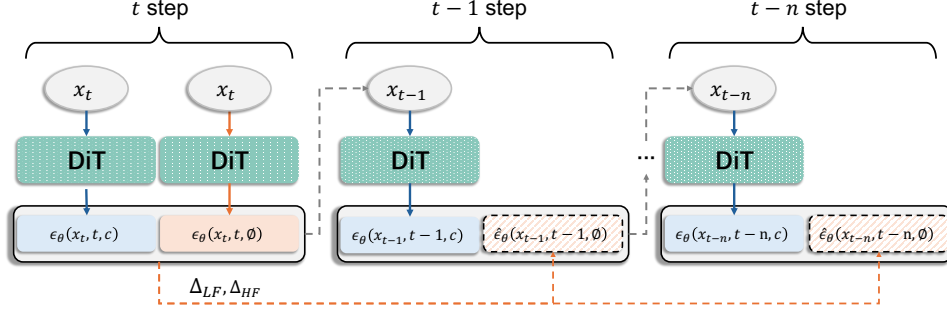 t step
t − 1 step
t − n step
x_t
x_t
x_{t−1}
x_{t−n}
DiT
DiT
DiT
...
DiT
ϵ_θ(x_t, t, c)
ϵ_θ(x_t, t, ∅)
ϵ_θ(x_{t−1}, t − 1, c)
ϵ̂_θ(x_{t−1}, t − 1, ∅)
ϵ_θ(x_{t−n}, t − n, c)
ϵ̂_θ(x_{t−n}, t − n, ∅)
Δ_{LF}, Δ_{HF}